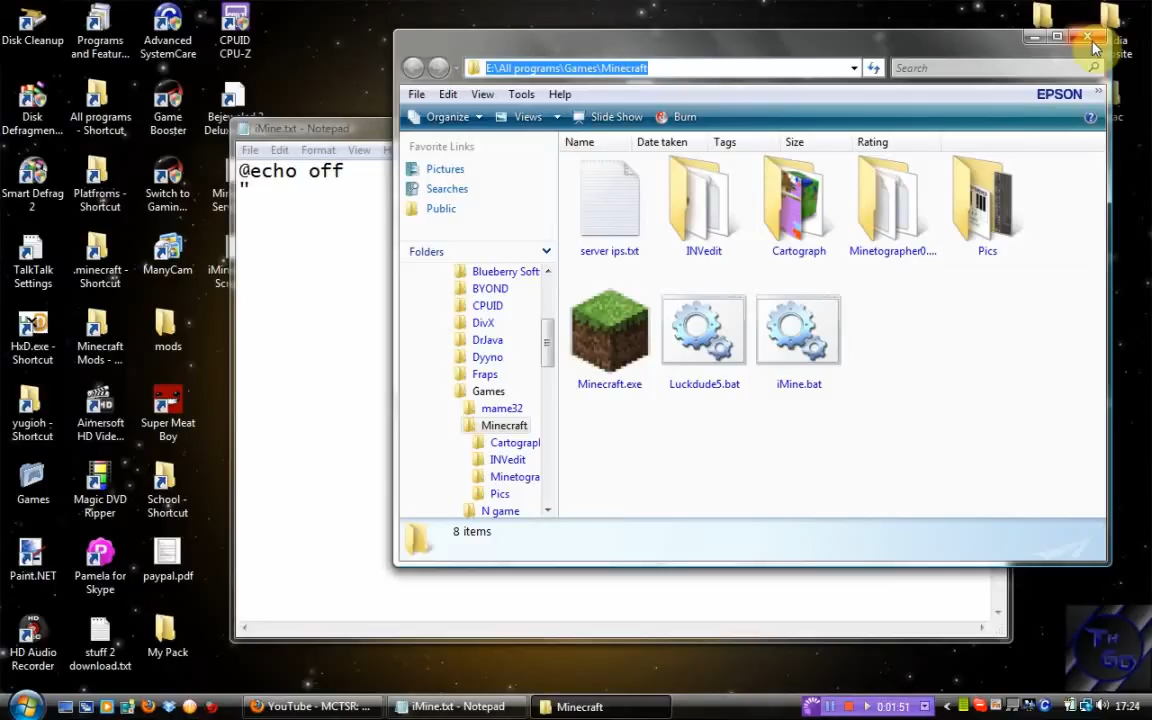 Disk Cleanup
Programs
and Featur...
Advanced
SystemCare
CPUID
CPU-Z
Disk
Defragmen...
All programs
- Shortcut
Game
Booster
Smart Defrag
2
Platfroms -
Shortcut
Switch to
Gamin...
TalkTalk
Settings
.minecraft -
Shortcut
ManyCam
HxD.exe -
Shortcut
Minecraft
Mods - ...
mods
yugioh -
Shortcut
Aimersoft
HD Video...
Super Meat
Boy
Games
Magic DVD
Ripper
School -
Shortcut
Paint.NET
Pamela for
Skype
paypal.pdf
HD Audio
Recorder
stuff 2
download.txt
My Pack
iMine.txt - Notepad
File Edit Format View
@echo off
"
E:\All programs\Games\Minecraft
Search
File Edit View Tools Help
EPSON
Organize Views Slide Show Burn
Favorite Links
Pictures
Searches
Public
Folders
Blueberry Soft
BYOND
CPUID
DivX
DrJava
Dyyno
Fraps
Games
mame32
Minecraft
Cartograph
INVedit
Minetogra
Pics
N game
Name Date taken Tags Size Rating
server ips.txt
INVedit
Cartograph
Minetographer0....
Pics
Minecraft.exe
Luckdude5.bat
iMine.bat
8 items
YouTube - MCTSR: ...
iMine.txt - Notepad
Minecraft
0:01:51
17:24